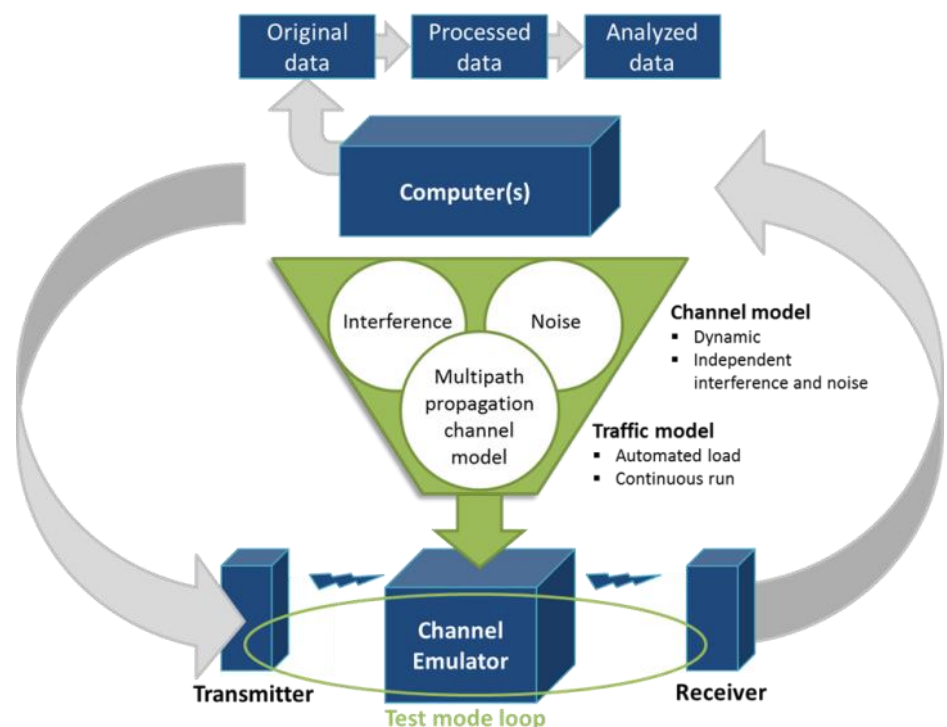 Original
data
Processed
data
Analyzed
data
Computer(s)
Interference
Noise
Multipath
propagation
channel
model
Channel model
▪ Dynamic
▪ Independent
interference and noise
Traffic model
▪ Automated load
▪ Continuous run
Channel
Emulator
Transmitter
Receiver
Test mode loop